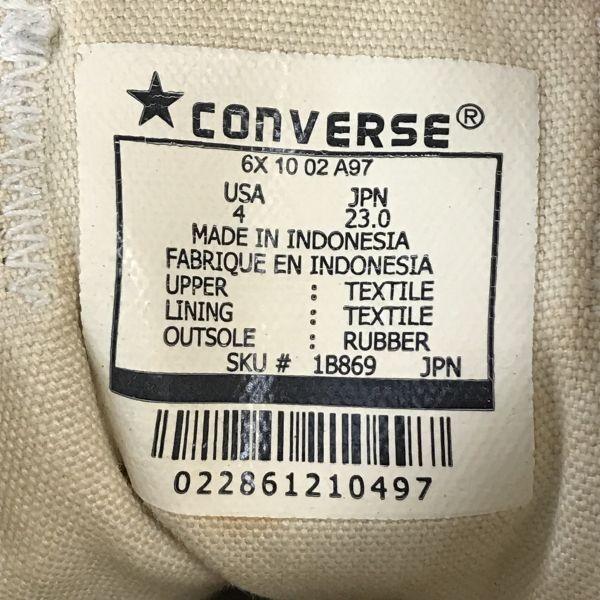 ★ CONVERSE®
6X 10 02 A97
USA JPN
4 23.0
MADE IN INDONESIA
FABRIQUE EN INDONESIA
UPPER : TEXTILE
LINING : TEXTILE
OUTSOLE : RUBBER
SKU # 1B869 JPN
022861210497